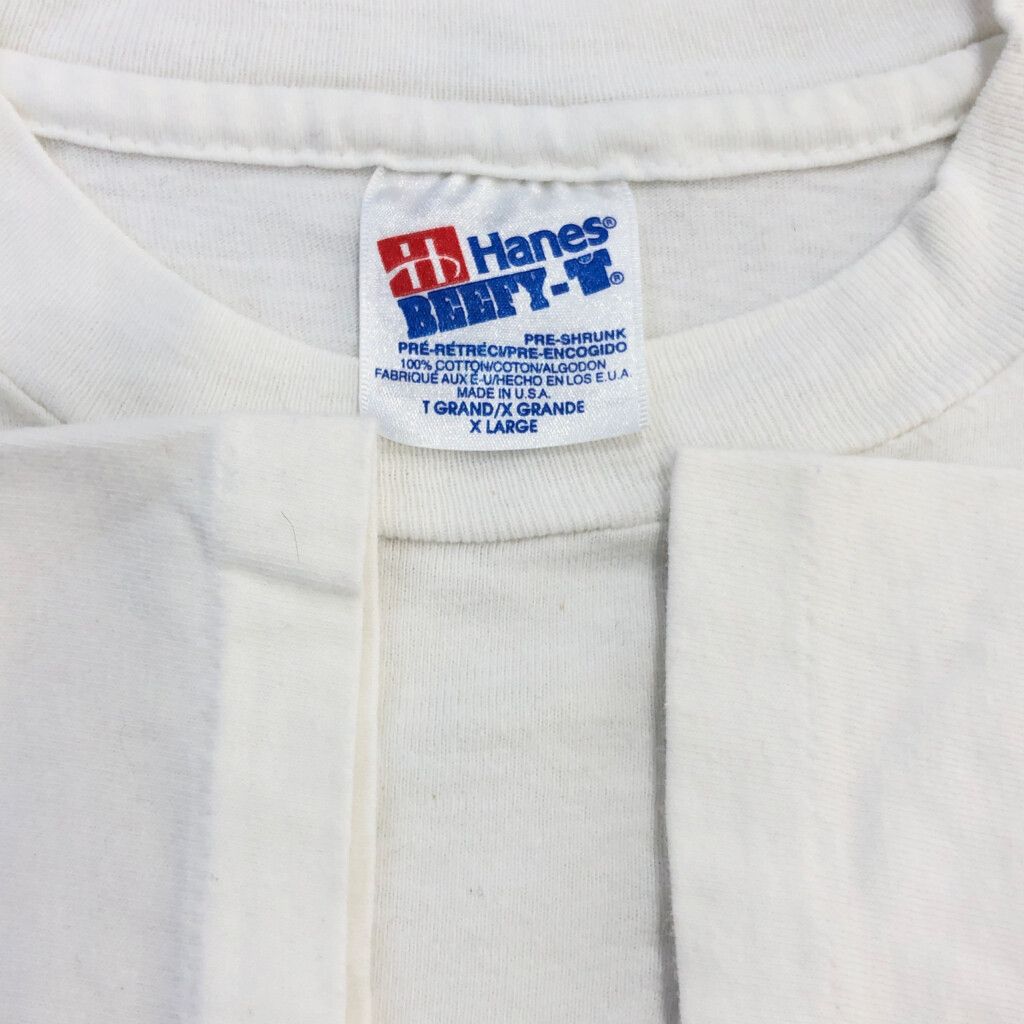 H Hanes®
BEEFY-T®
PRE-SHRUNK
PRÉ-RÉTRÉCI/PRE-ENCOGIDO
100% COTTON/COTON/ALGODON
FABRIQUÉ AUX É-U/HECHO EN LOS E.U.A.
MADE IN U.S.A.
T GRAND/X GRANDE
X LARGE